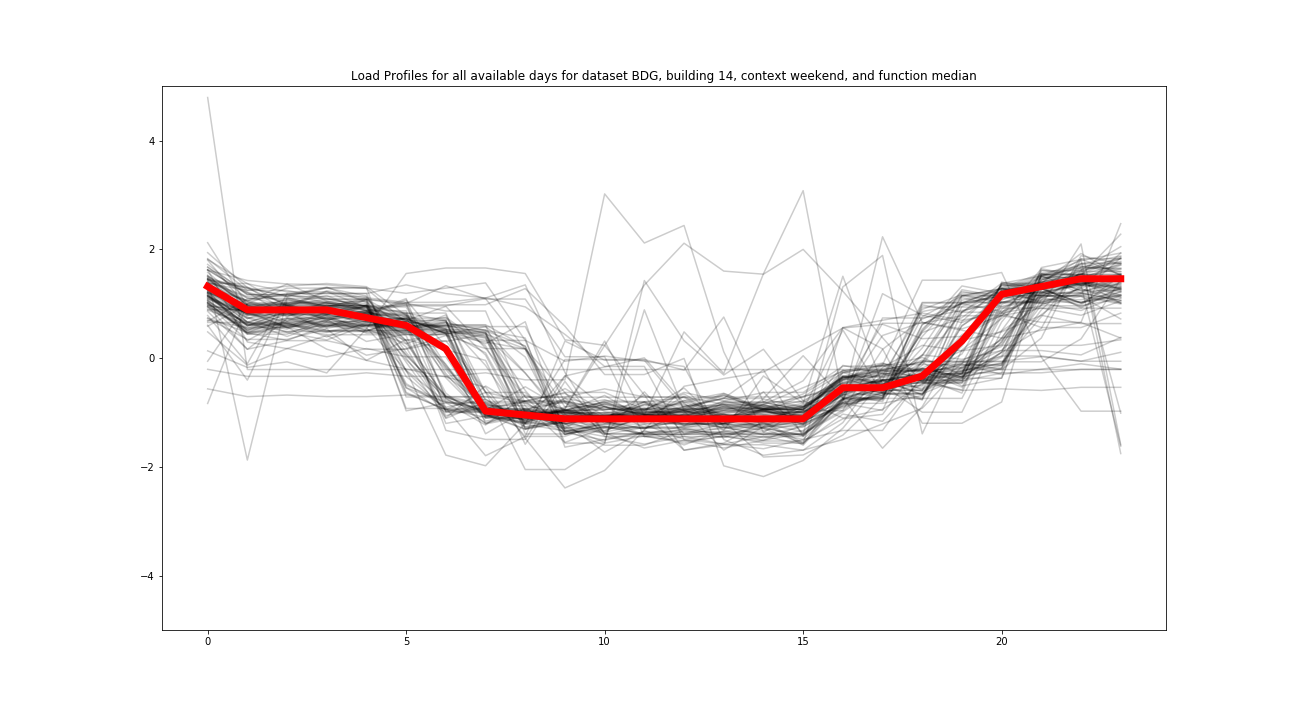 Load Profiles for all available days for dataset BDG, building 14, context weekend, and function median
4
2
0
−2
−4
0 5 10 15 20